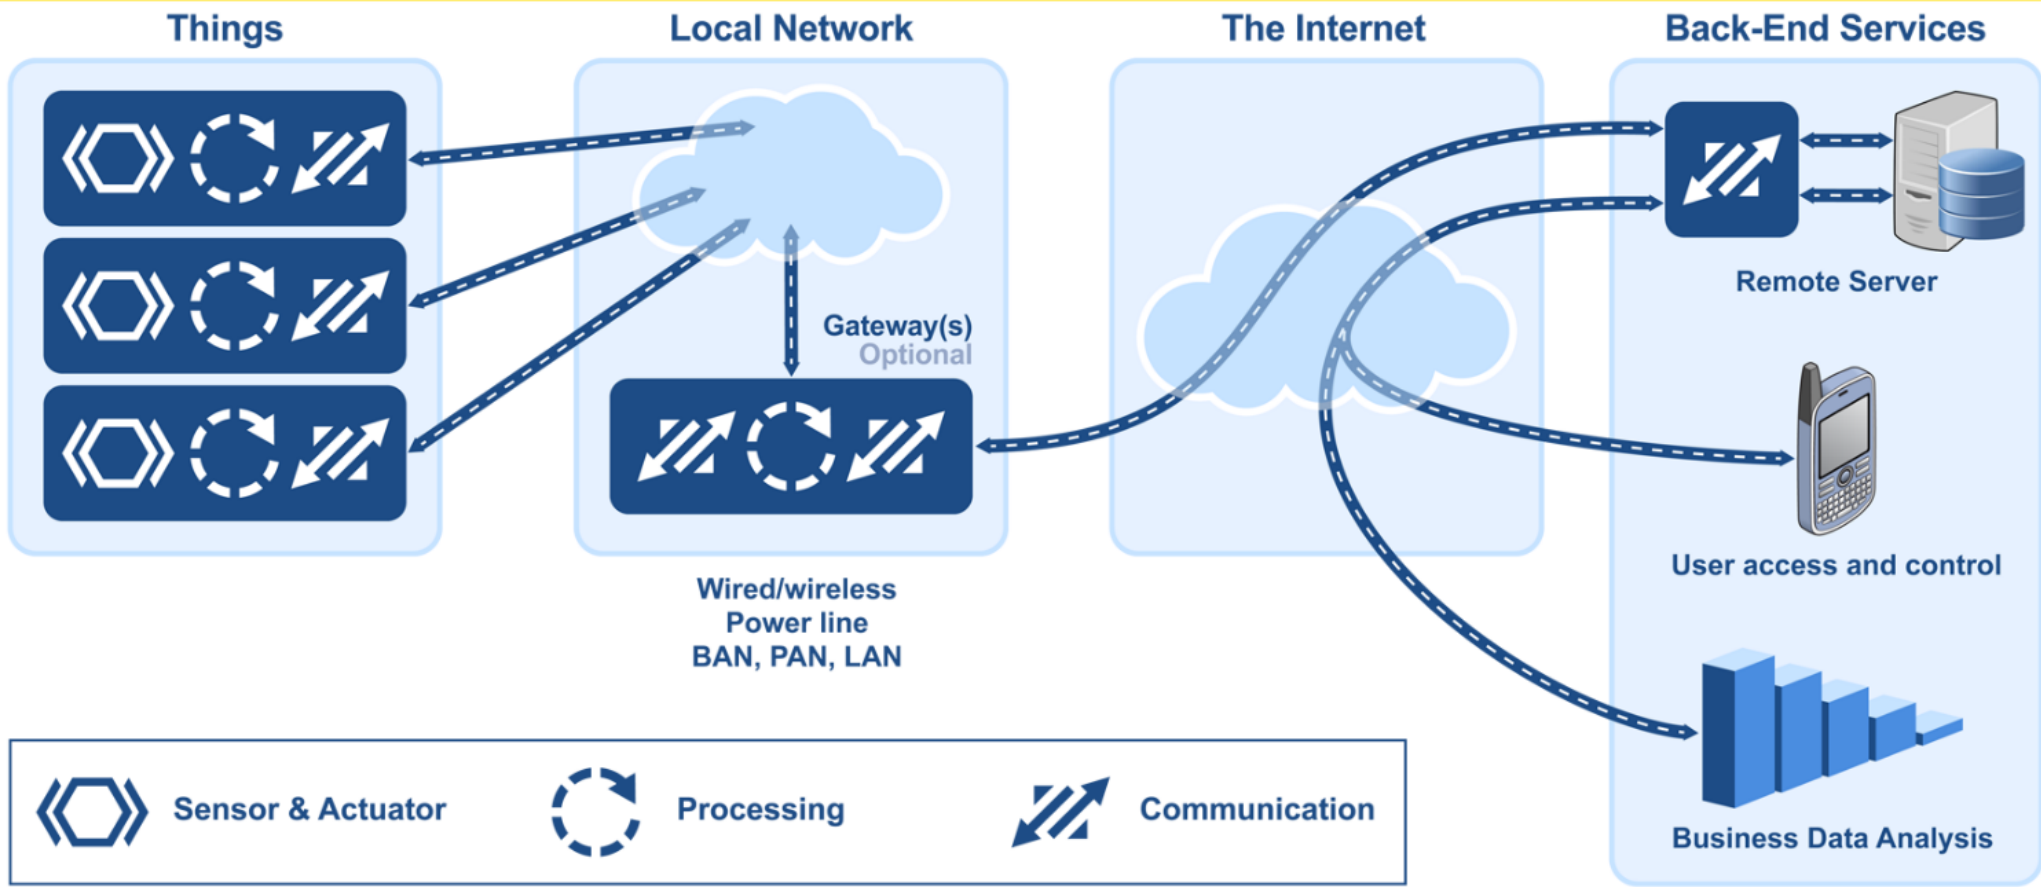 Things
Local Network
The Internet
Back-End Services
Gateway(s)
Optional
Remote Server
User access and control
Wired/wireless
Power line
BAN, PAN, LAN
Business Data Analysis
Sensor & Actuator
Processing
Communication